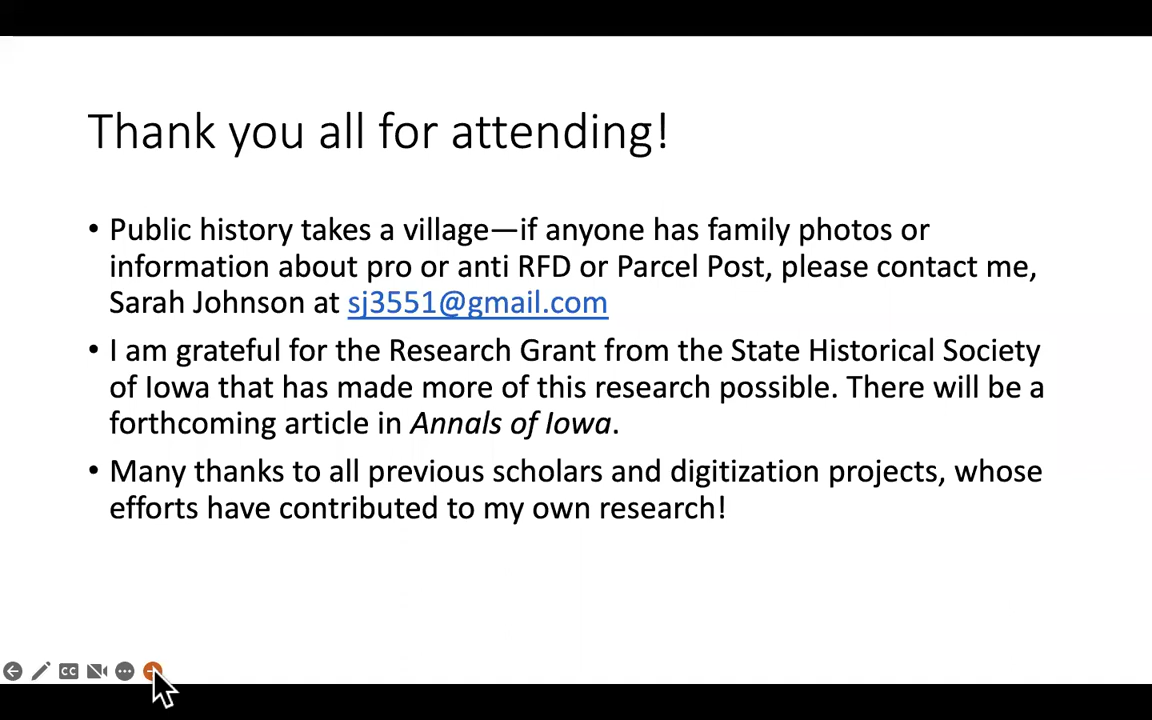 Thank you all for attending!
• Public history takes a village—if anyone has family photos or
information about pro or anti RFD or Parcel Post, please contact me,
Sarah Johnson at sj3551@gmail.com
• I am grateful for the Research Grant from the State Historical Society
of Iowa that has made more of this research possible. There will be a
forthcoming article in Annals of Iowa.
• Many thanks to all previous scholars and digitization projects, whose
efforts have contributed to my own research!
CC